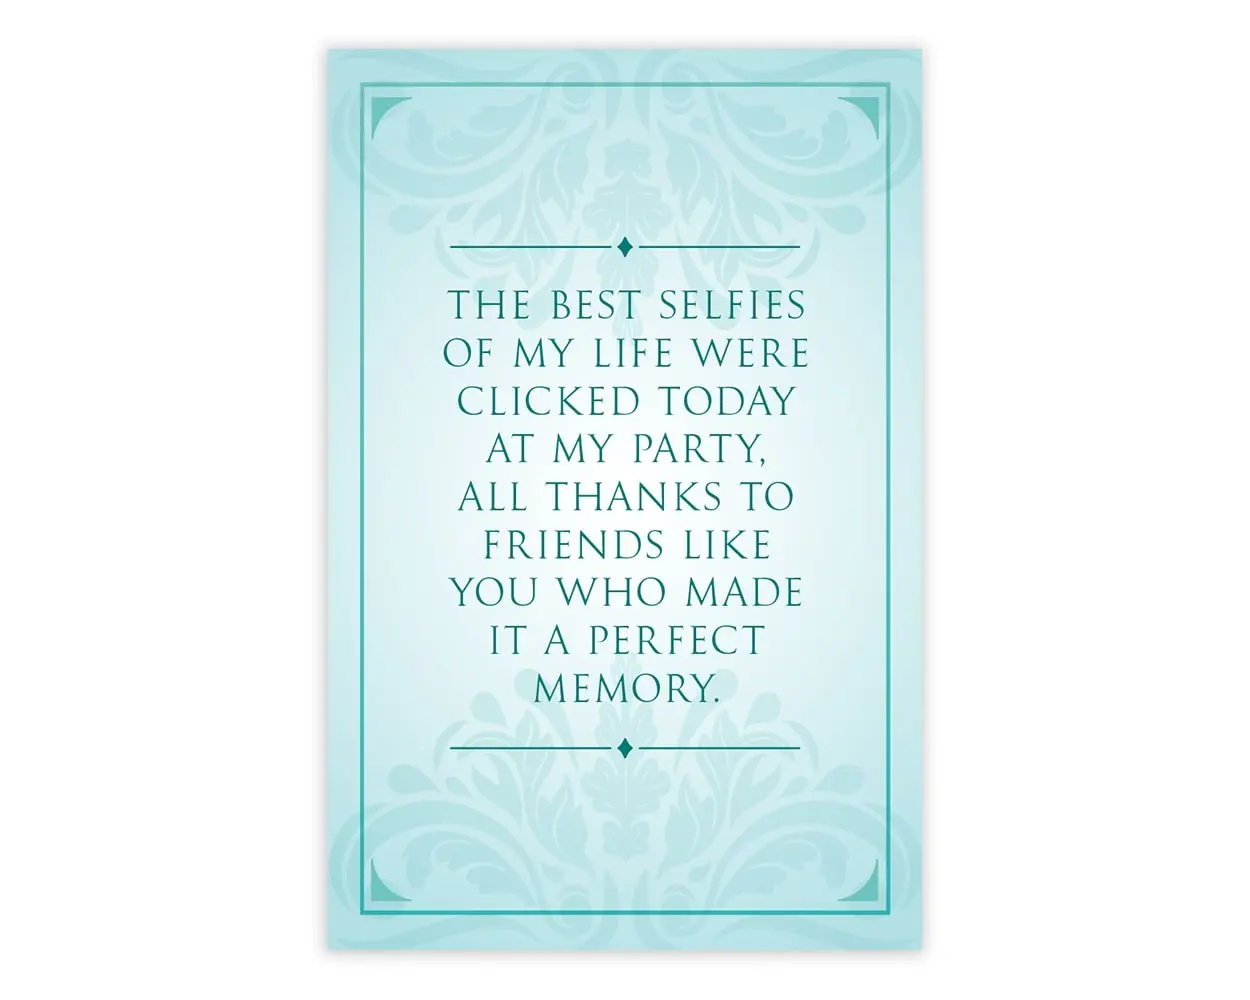 THE BEST SELFIES
OF MY LIFE WERE
CLICKED TODAY
AT MY PARTY,
ALL THANKS TO
FRIENDS LIKE
YOU WHO MADE
IT A PERFECT
MEMORY.